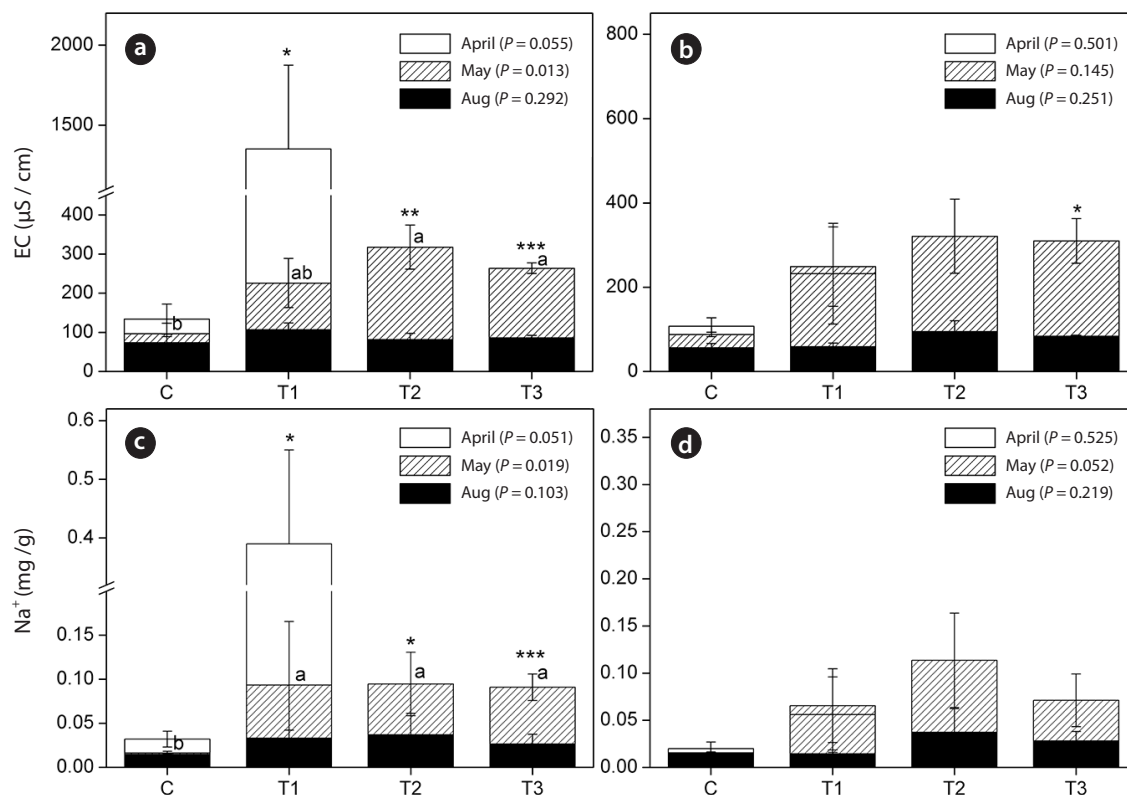 a
April (P = 0.055)
May (P = 0.013)
Aug (P = 0.292)
EC (µS / cm)
2000
1500
400
300
200
100
0
*
**
***
b
ab
a
a
C
T1
T2
T3
b
April (P = 0.501)
May (P = 0.145)
Aug (P = 0.251)
800
600
400
200
0
*
C
T1
T2
T3
c
April (P = 0.051)
May (P = 0.019)
Aug (P = 0.103)
Na+ (mg /g)
0.6
0.5
0.4
0.15
0.10
0.05
0.00
*
*
***
b
a
a
a
C
T1
T2
T3
d
April (P = 0.525)
May (P = 0.052)
Aug (P = 0.219)
0.35
0.30
0.25
0.20
0.15
0.10
0.05
0.00
C
T1
T2
T3